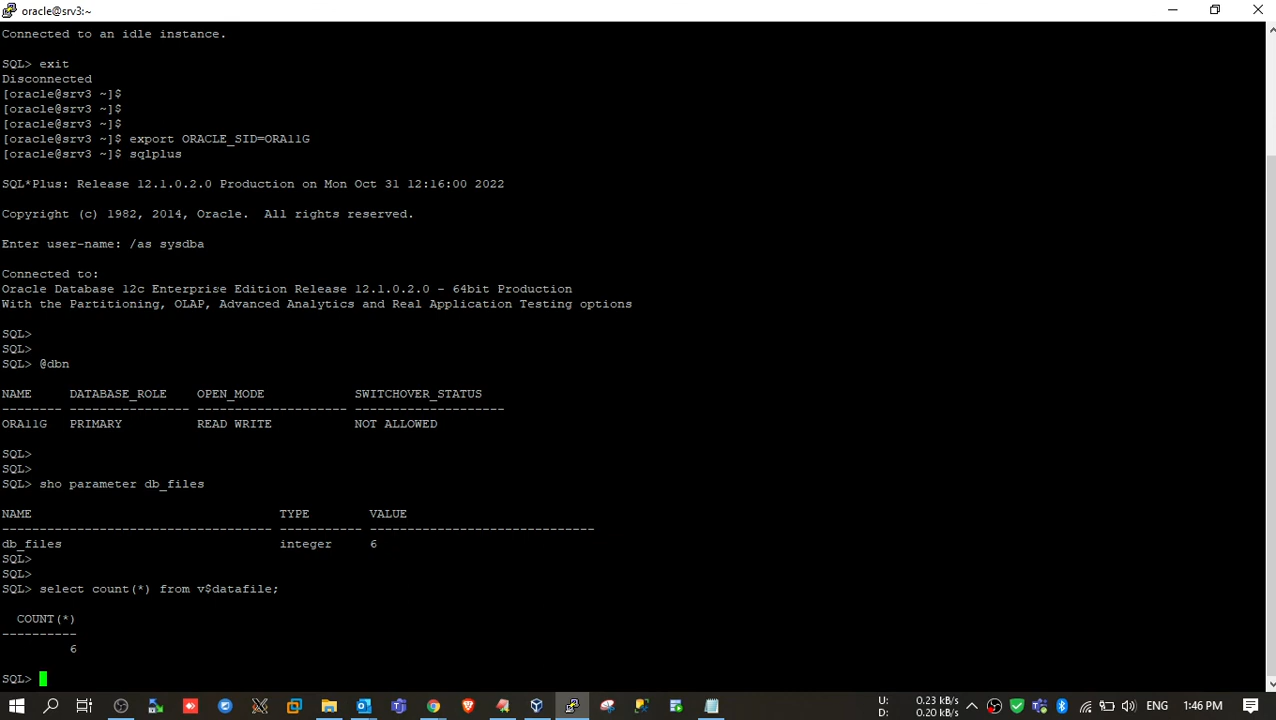 oracle@srv3:~
Connected to an idle instance.
SQL> exit
Disconnected
[oracle@srv3 ~]$
[oracle@srv3 ~]$
[oracle@srv3 ~]$
[oracle@srv3 ~]$ export ORACLE_SID=ORA11G
[oracle@srv3 ~]$ sqlplus
SQL*Plus: Release 12.1.0.2.0 Production on Mon Oct 31 12:16:00 2022
Copyright (c) 1982, 2014, Oracle.  All rights reserved.
Enter user-name: /as sysdba
Connected to:
Oracle Database 12c Enterprise Edition Release 12.1.0.2.0 - 64bit Production
With the Partitioning, OLAP, Advanced Analytics and Real Application Testing options
SQL>
SQL>
SQL> @dbn
NAME     DATABASE_ROLE    OPEN_MODE            SWITCHOVER_STATUS
-------- ---------------- -------------------- --------------------
ORA11G   PRIMARY          READ WRITE           NOT ALLOWED
SQL>
SQL>
SQL> sho parameter db_files
NAME                                 TYPE        VALUE
------------------------------------ ----------- ------------------------------
db_files                             integer     6
SQL>
SQL>
SQL> select count(*) from v$datafile;
  COUNT(*)
----------
         6
SQL>
U: 0.23 kB/s
D: 0.20 kB/s
ENG 1:46 PM